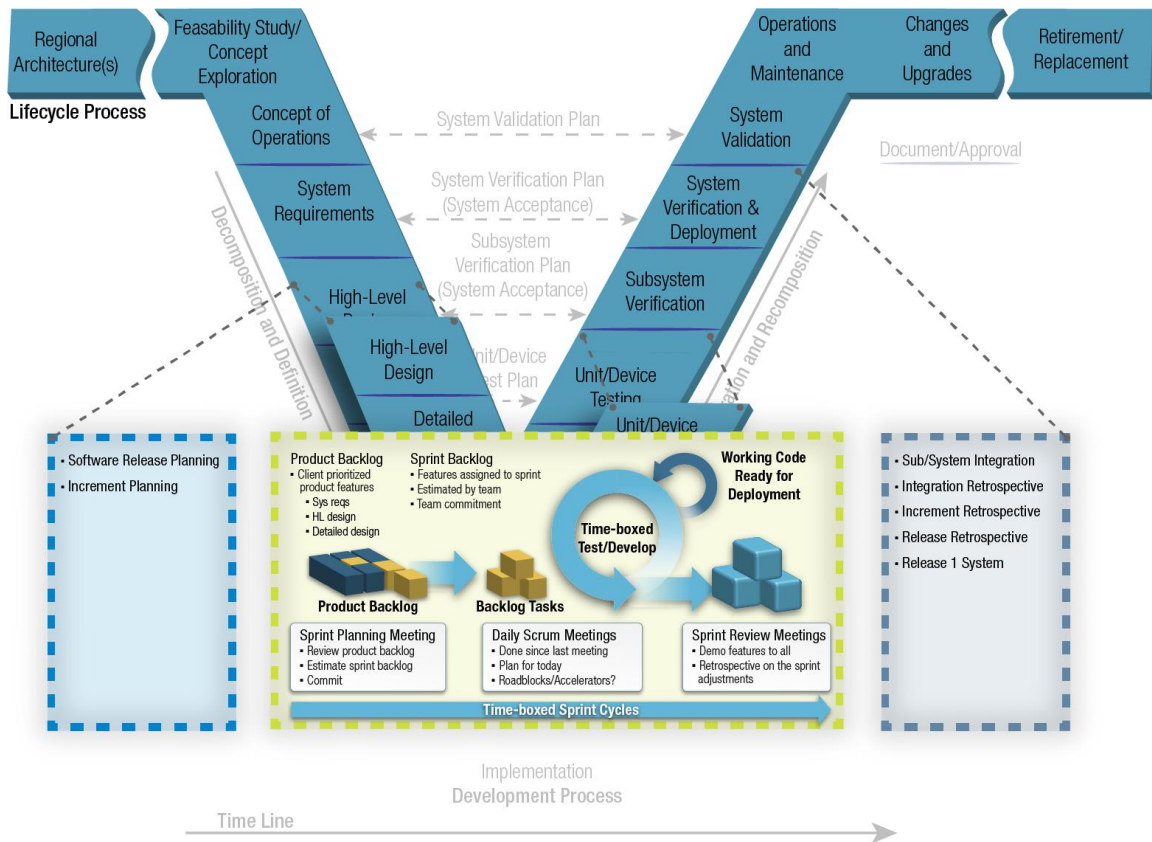 Regional
Architecture(s)
Feasability Study/
Concept
Exploration
Operations
and
Maintenance
Changes
and
Upgrades
Retirement/
Replacement
Lifecycle Process
Concept of
Operations
System Validation Plan
System
Validation
Document/Approval
System
Requirements
System Verification Plan
(System Acceptance)
System
Verification &
Deployment
Decomposition and Definition
Subsystem
Verification Plan
(System Acceptance)
Subsystem
Verification
High-Level
High-Level
Design
Unit/Device
Plan
Unit/Device
Testing
and Recomposition
Detailed
Unit/Device
▪ Software Release Planning
▪ Increment Planning
Product Backlog
▪ Client prioritized
product features
▪ Sys reqs
▪ HL design
▪ Detailed design
Sprint Backlog
▪ Features assigned to sprint
▪ Estimated by team
▪ Team commitment
Working Code
Ready for
Deployment
Time-boxed
Test/Develop
Product Backlog
Backlog Tasks
Sprint Planning Meeting
▪ Review product backlog
▪ Estimate sprint backlog
▪ Commit
Daily Scrum Meetings
▪ Done since last meeting
▪ Plan for today
▪ Roadblocks/Accelerators?
Sprint Review Meetings
▪ Demo features to all
▪ Retrospective on the sprint
adjustments
Time-boxed Sprint Cycles
▪ Sub/System Integration
▪ Integration Retrospective
▪ Increment Retrospective
▪ Release Retrospective
▪ Release 1 System
Implementation
Development Process
Time Line